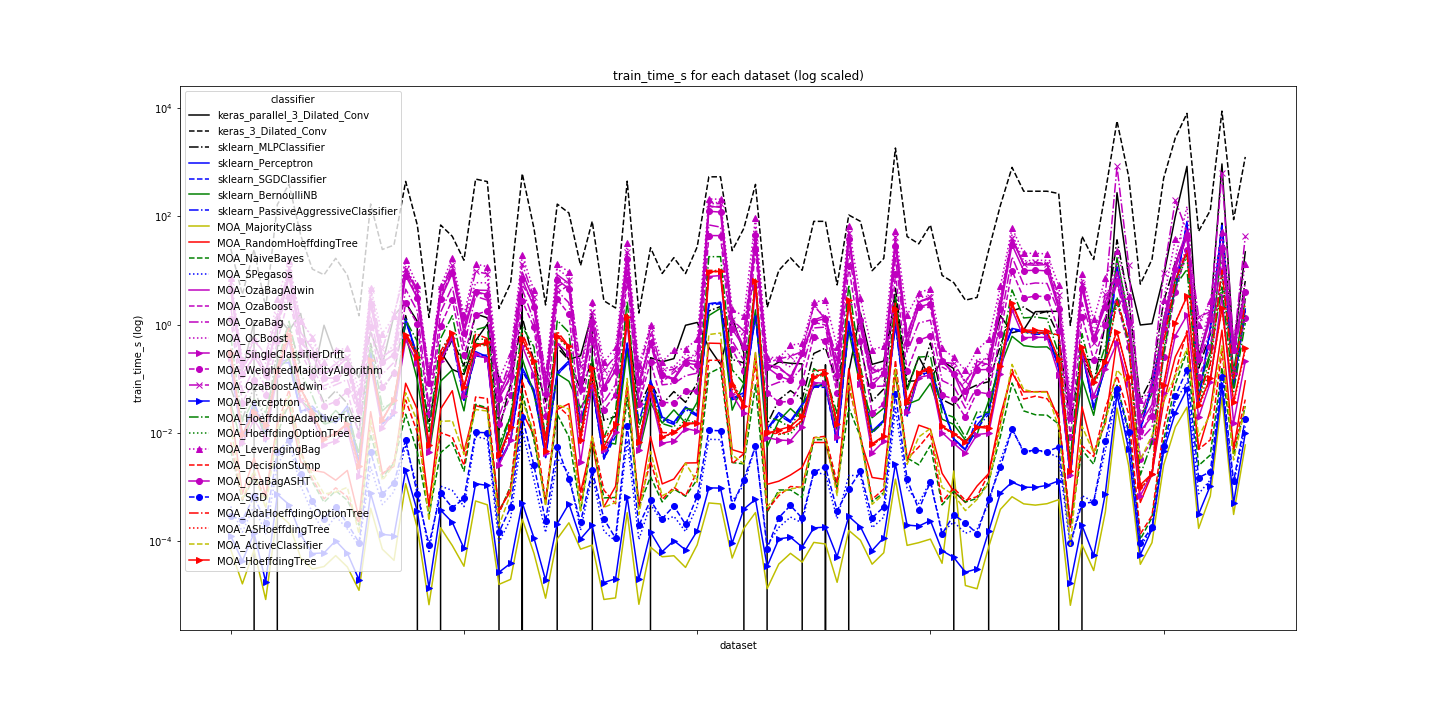 train_time_s for each dataset (log scaled)
classifier
keras_parallel_3_Dilated_Conv
keras_3_Dilated_Conv
sklearn_MLPClassifier
sklearn_Perceptron
sklearn_SGDClassifier
sklearn_BernoulliNB
sklearn_PassiveAggressiveClassifier
MOA_MajorityClass
MOA_RandomHoeffdingTree
MOA_NaiveBayes
MOA_SPegasos
MOA_OzaBagAdwin
MOA_OzaBoost
MOA_OzaBag
MOA_OCBoost
MOA_SingleClassifierDrift
MOA_WeightedMajorityAlgorithm
MOA_OzaBoostAdwin
MOA_Perceptron
MOA_HoeffdingAdaptiveTree
MOA_HoeffdingOptionTree
MOA_LeveragingBag
MOA_DecisionStump
MOA_OzaBagASHT
MOA_SGD
MOA_AdaHoeffdingOptionTree
MOA_ASHoeffdingTree
MOA_ActiveClassifier
MOA_HoeffdingTree
10⁴
10²
10⁰
10⁻²
10⁻⁴
train_time_s (log)
dataset